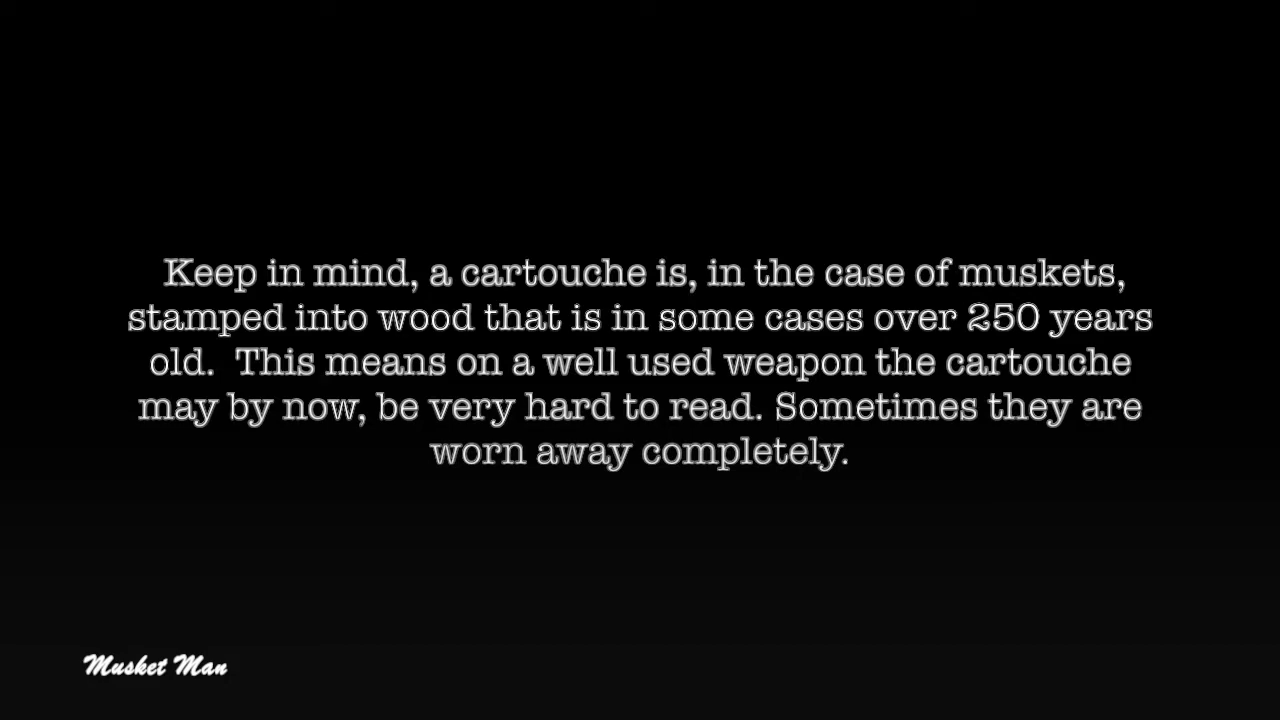 Keep in mind, a cartouche is, in the case of muskets,
stamped into wood that is in some cases over 250 years
old.  This means on a well used weapon the cartouche
may by now, be very hard to read. Sometimes they are
worn away completely.
Musket Man